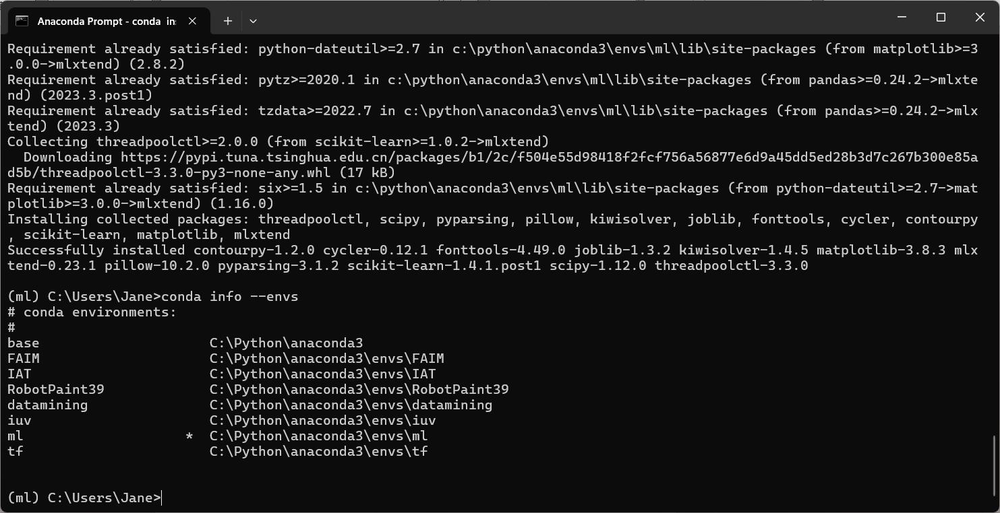 Anaconda Prompt - conda in
Requirement already satisfied: python-dateutil>=2.7 in c:\python\anaconda3\envs\ml\lib\site-packages (from matplotlib>=3
.0.0->mlxtend) (2.8.2)
Requirement already satisfied: pytz>=2020.1 in c:\python\anaconda3\envs\ml\lib\site-packages (from pandas>=0.24.2->mlxte
nd) (2023.3.post1)
Requirement already satisfied: tzdata>=2022.7 in c:\python\anaconda3\envs\ml\lib\site-packages (from pandas>=0.24.2->mlx
tend) (2023.3)
Collecting threadpoolctl>=2.0.0 (from scikit-learn>=1.0.2->mlxtend)
  Downloading https://pypi.tuna.tsinghua.edu.cn/packages/b1/2c/f504e55d98418f2fcf756a56877e6d9a45dd5ed28b3d7c267b300e85a
d5b/threadpoolctl-3.3.0-py3-none-any.whl (17 kB)
Requirement already satisfied: six>=1.5 in c:\python\anaconda3\envs\ml\lib\site-packages (from python-dateutil>=2.7->mat
plotlib>=3.0.0->mlxtend) (1.16.0)
Installing collected packages: threadpoolctl, scipy, pyparsing, pillow, kiwisolver, joblib, fonttools, cycler, contourpy
, scikit-learn, matplotlib, mlxtend
Successfully installed contourpy-1.2.0 cycler-0.12.1 fonttools-4.49.0 joblib-1.3.2 kiwisolver-1.4.5 matplotlib-3.8.3 mlx
tend-0.23.1 pillow-10.2.0 pyparsing-3.1.2 scikit-learn-1.4.1.post1 scipy-1.12.0 threadpoolctl-3.3.0
(ml) C:\Users\Jane>conda info --envs
# conda environments:
#
base                     C:\Python\anaconda3
FAIM                     C:\Python\anaconda3\envs\FAIM
IAT                      C:\Python\anaconda3\envs\IAT
RobotPaint39             C:\Python\anaconda3\envs\RobotPaint39
datamining               C:\Python\anaconda3\envs\datamining
iuv                      C:\Python\anaconda3\envs\iuv
ml                    *  C:\Python\anaconda3\envs\ml
tf                       C:\Python\anaconda3\envs\tf
(ml) C:\Users\Jane>